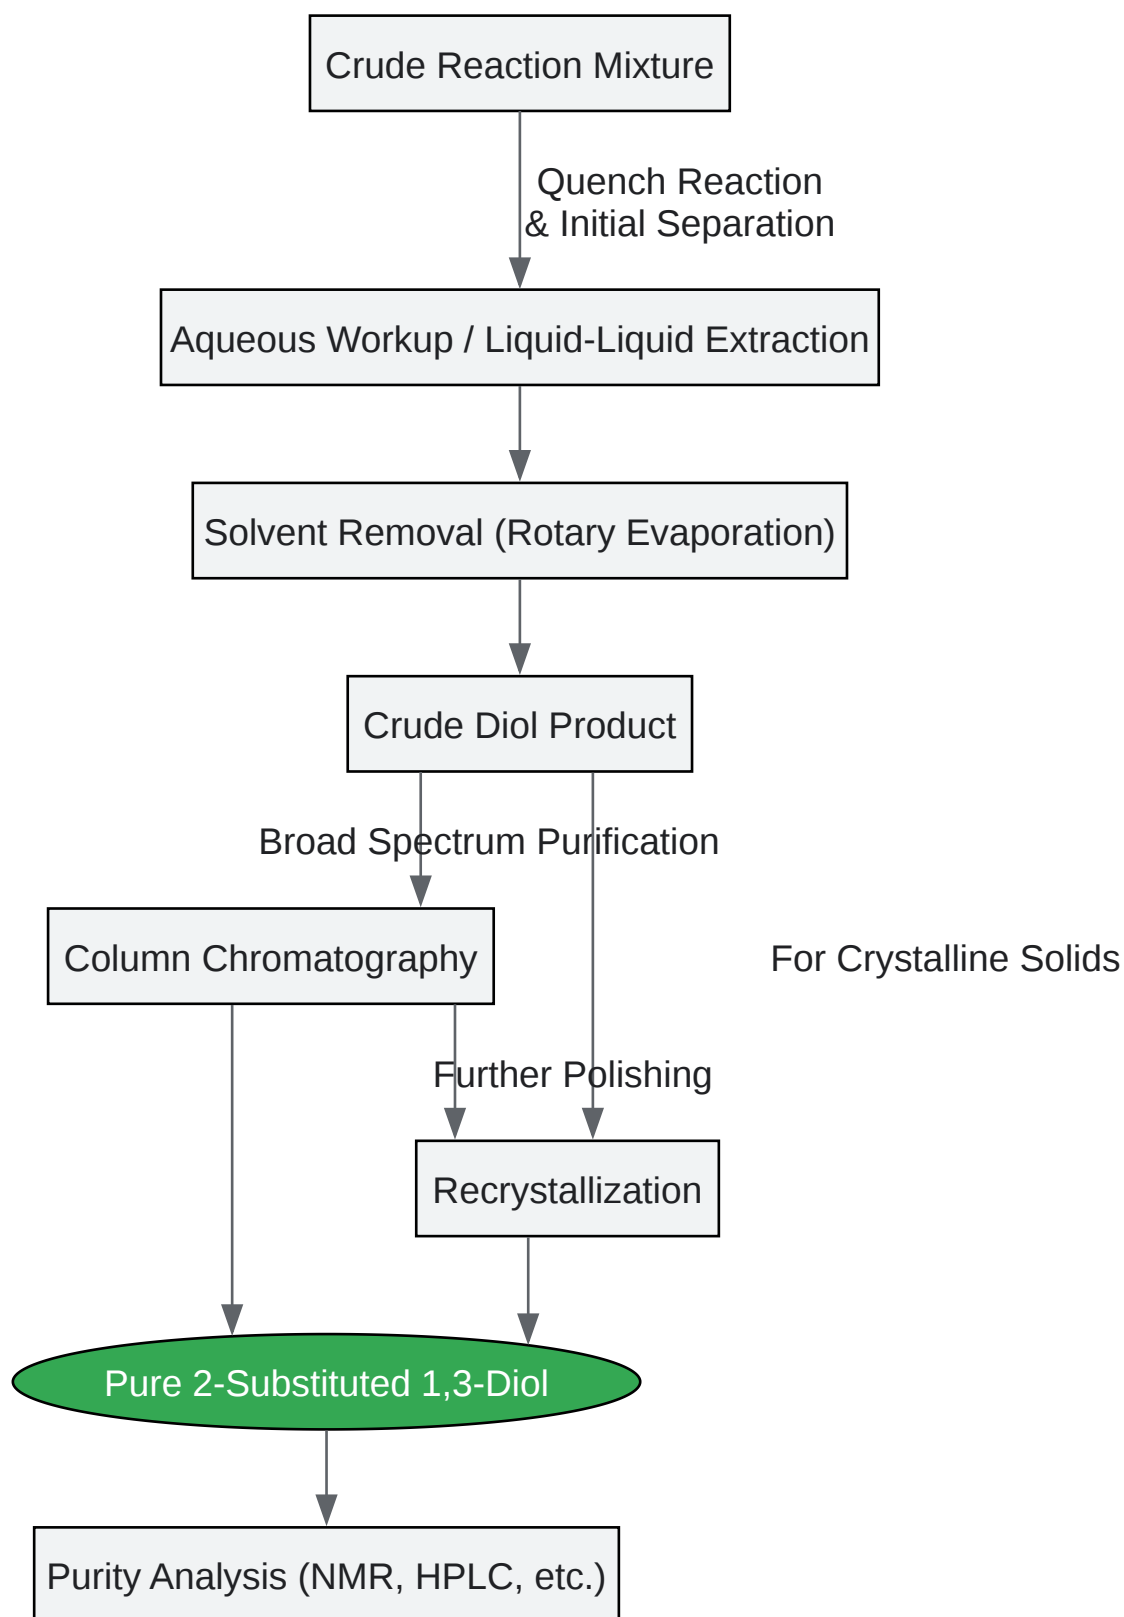 Crude Reaction Mixture
Quench Reaction
& Initial Separation
Aqueous Workup / Liquid-Liquid Extraction
Solvent Removal (Rotary Evaporation)
Crude Diol Product
Broad Spectrum Purification
Column Chromatography
For Crystalline Solids
Further Polishing
Recrystallization
Pure 2-Substituted 1,3-Diol
Purity Analysis (NMR, HPLC, etc.)